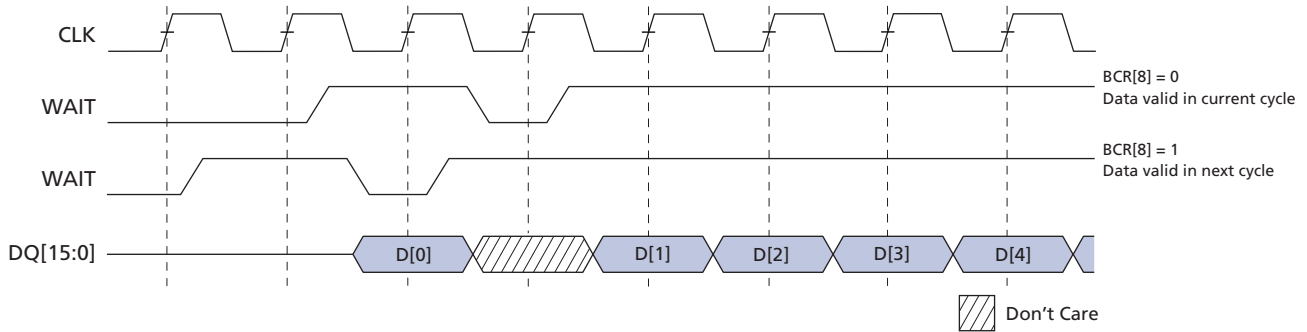 CLK
WAIT
BCR[8] = 0
Data valid in current cycle
WAIT
BCR[8] = 1
Data valid in next cycle
DQ[15:0]
D[0]
D[1]
D[2]
D[3]
D[4]
Don't Care